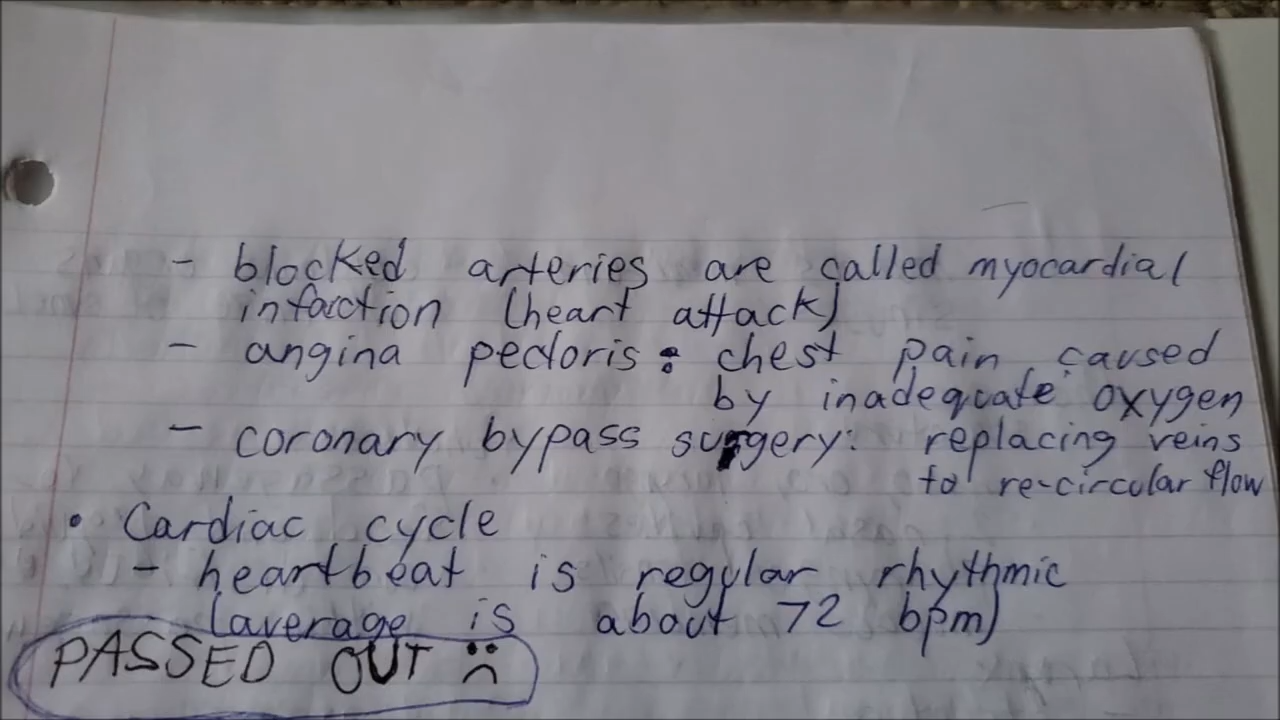 - blocked arteries are called myocardial
infarction (heart attack)
- angina pectoris: chest pain caused
by inadequate oxygen
- coronary bypass surgery: replacing veins
to re-circular flow
• Cardiac cycle
- heartbeat is regular rhythmic
(average is about 72 bpm)
PASSED OUT :(